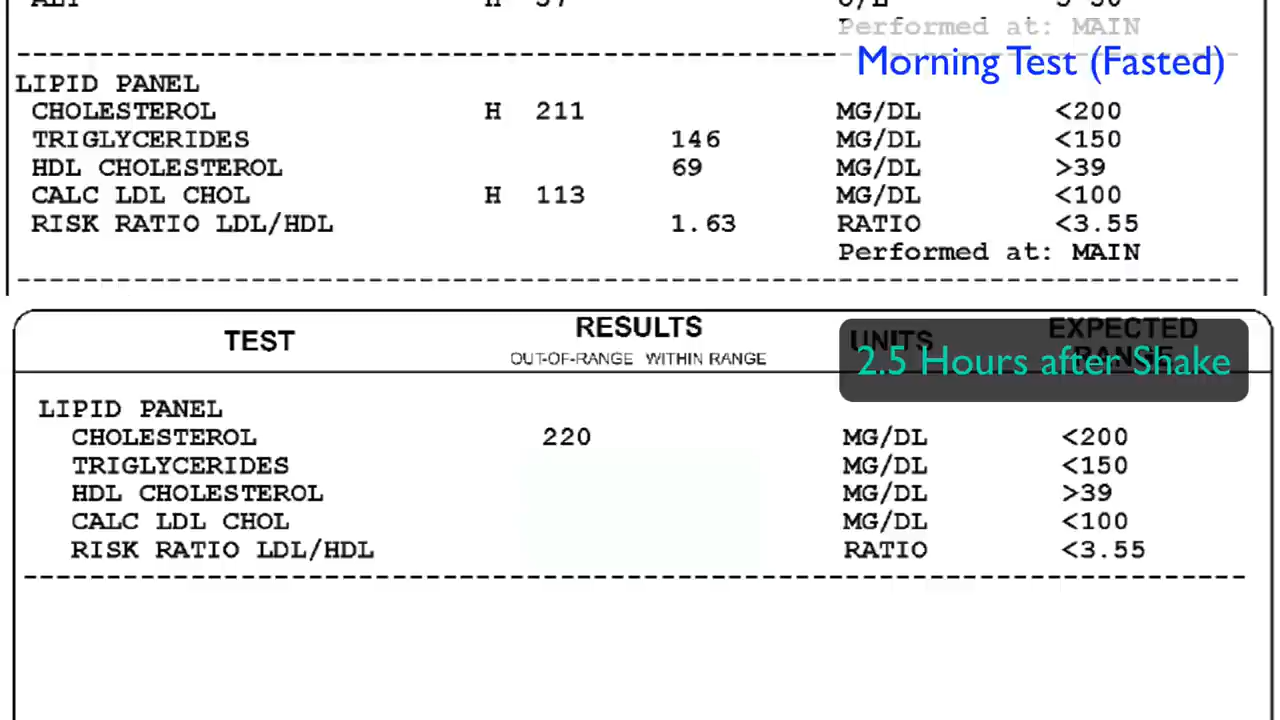 Performed at: MAIN
Morning Test (Fasted)
LIPID PANEL
CHOLESTEROL H 211 MG/DL <200
TRIGLYCERIDES 146 MG/DL <150
HDL CHOLESTEROL 69 MG/DL >39
CALC LDL CHOL H 113 MG/DL <100
RISK RATIO LDL/HDL 1.63 RATIO <3.55
Performed at: MAIN
TEST RESULTS UNITS EXPECTED RANGE
OUT-OF-RANGE WITHIN RANGE
2.5 Hours after Shake
LIPID PANEL
CHOLESTEROL 220 MG/DL <200
TRIGLYCERIDES MG/DL <150
HDL CHOLESTEROL MG/DL >39
CALC LDL CHOL MG/DL <100
RISK RATIO LDL/HDL RATIO <3.55